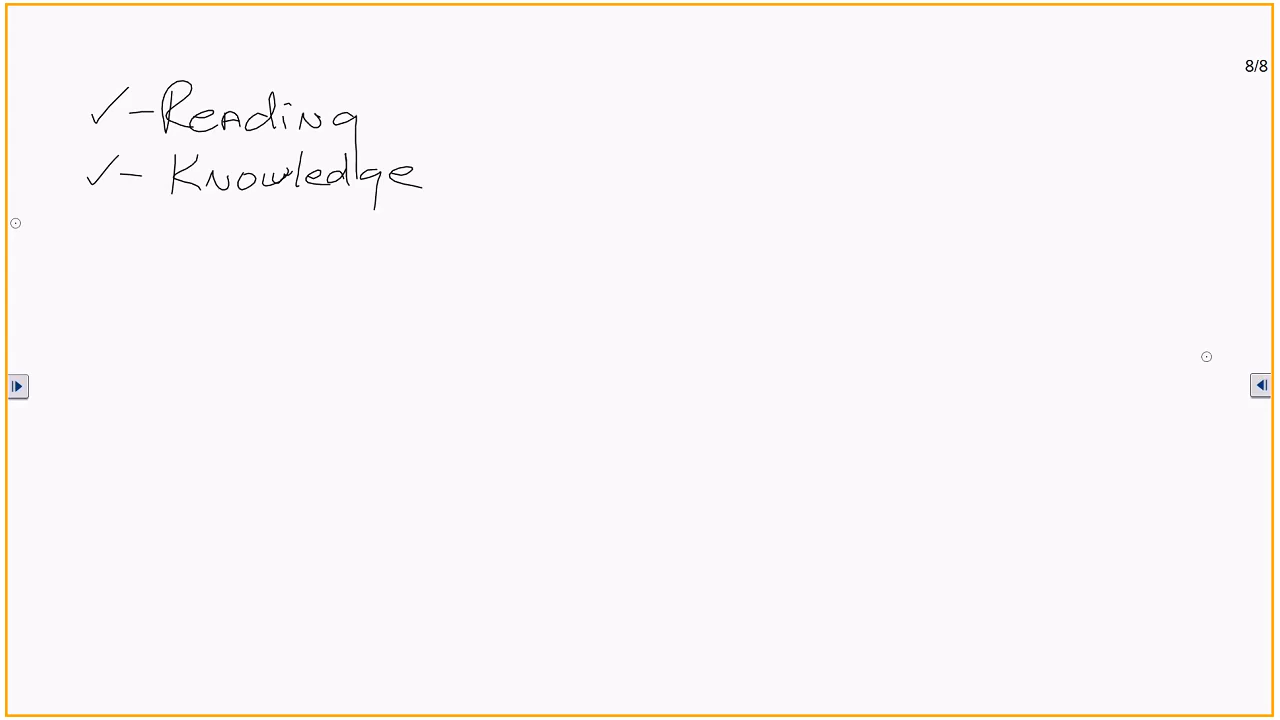 8/8
✓ - Reading
✓ - Knowledge